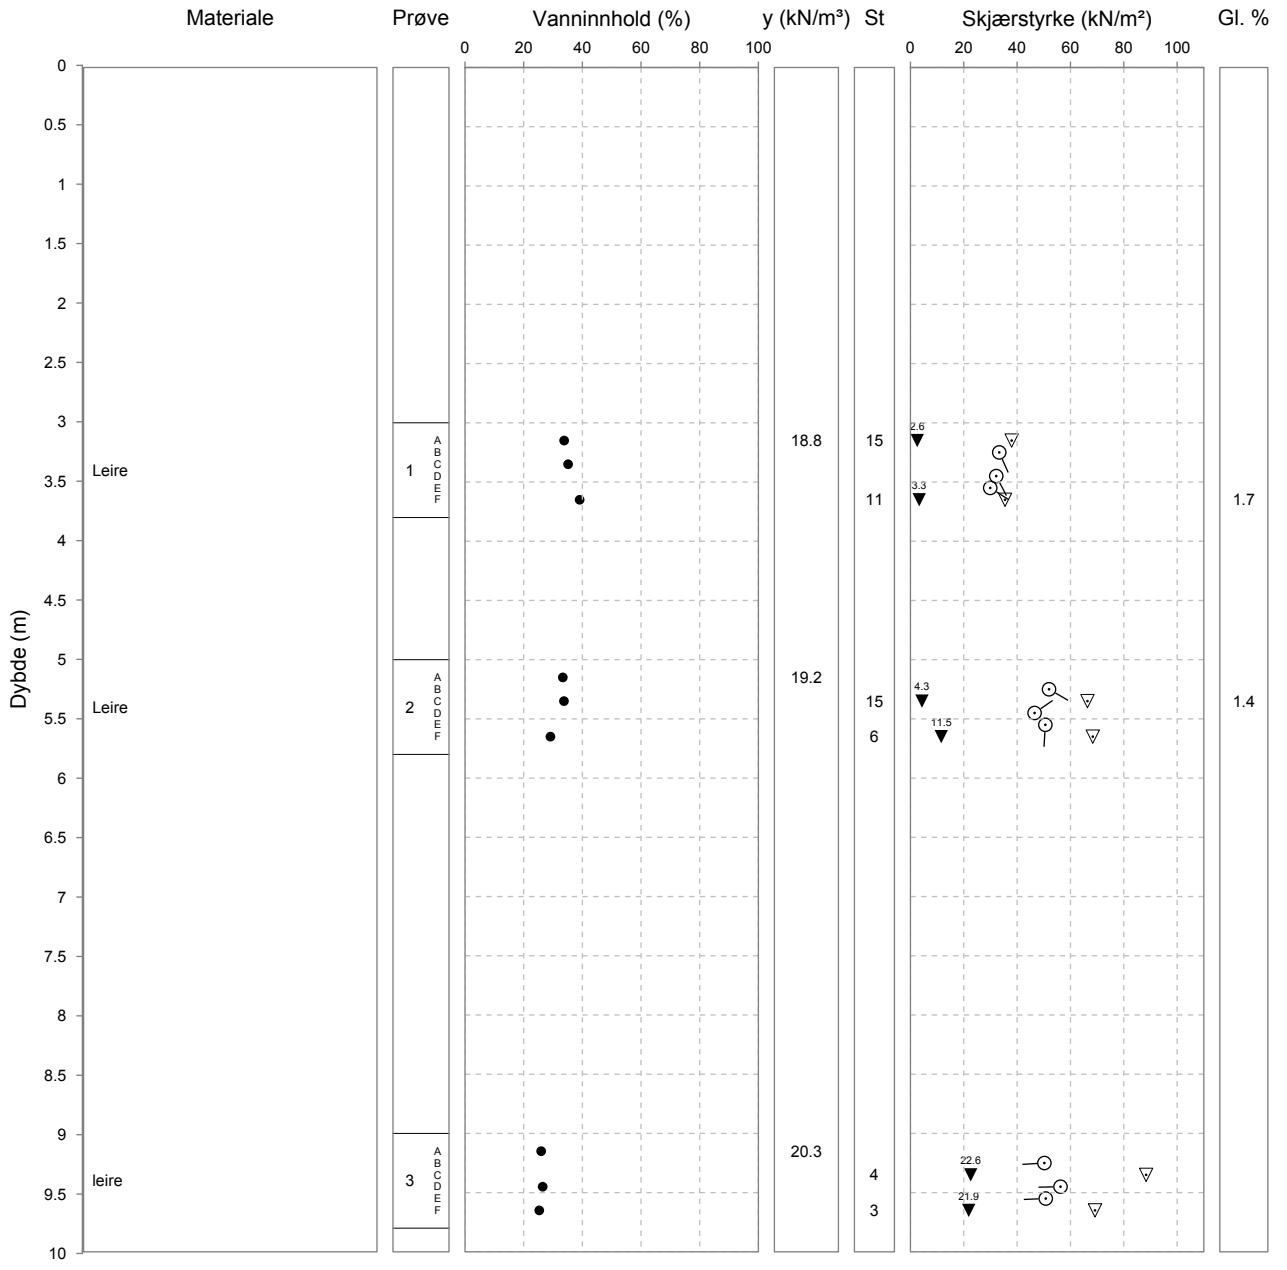 Materiale Prøve Vanninnhold (%) y (kN/m³) St Skjærstyrke (kN/m²) Gl. %
0 20 40 60 80 100 0 20 40 60 80 100
0
0.5
1
1.5
2
2.5
3
2.6
A 18.8 15
B
C
Leire 1 D
E
3.5 3.3
F 11 1.7
4
4.5
Dybde (m)
5
A 19.2
B 4.3
C 15 1.4
Leire 2 D
E 11.5
5.5
F 6
6
6.5
7
7.5
8
8.5
9
A 20.3
B 22.6
C 4
leire 3 D
E 21.9
9.5
F 3
10